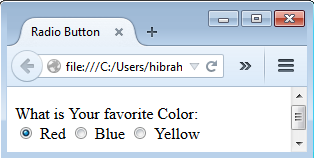 Radio Button
file:///C:/Users/hibrah
What is Your favorite Color:
Red Blue Yellow